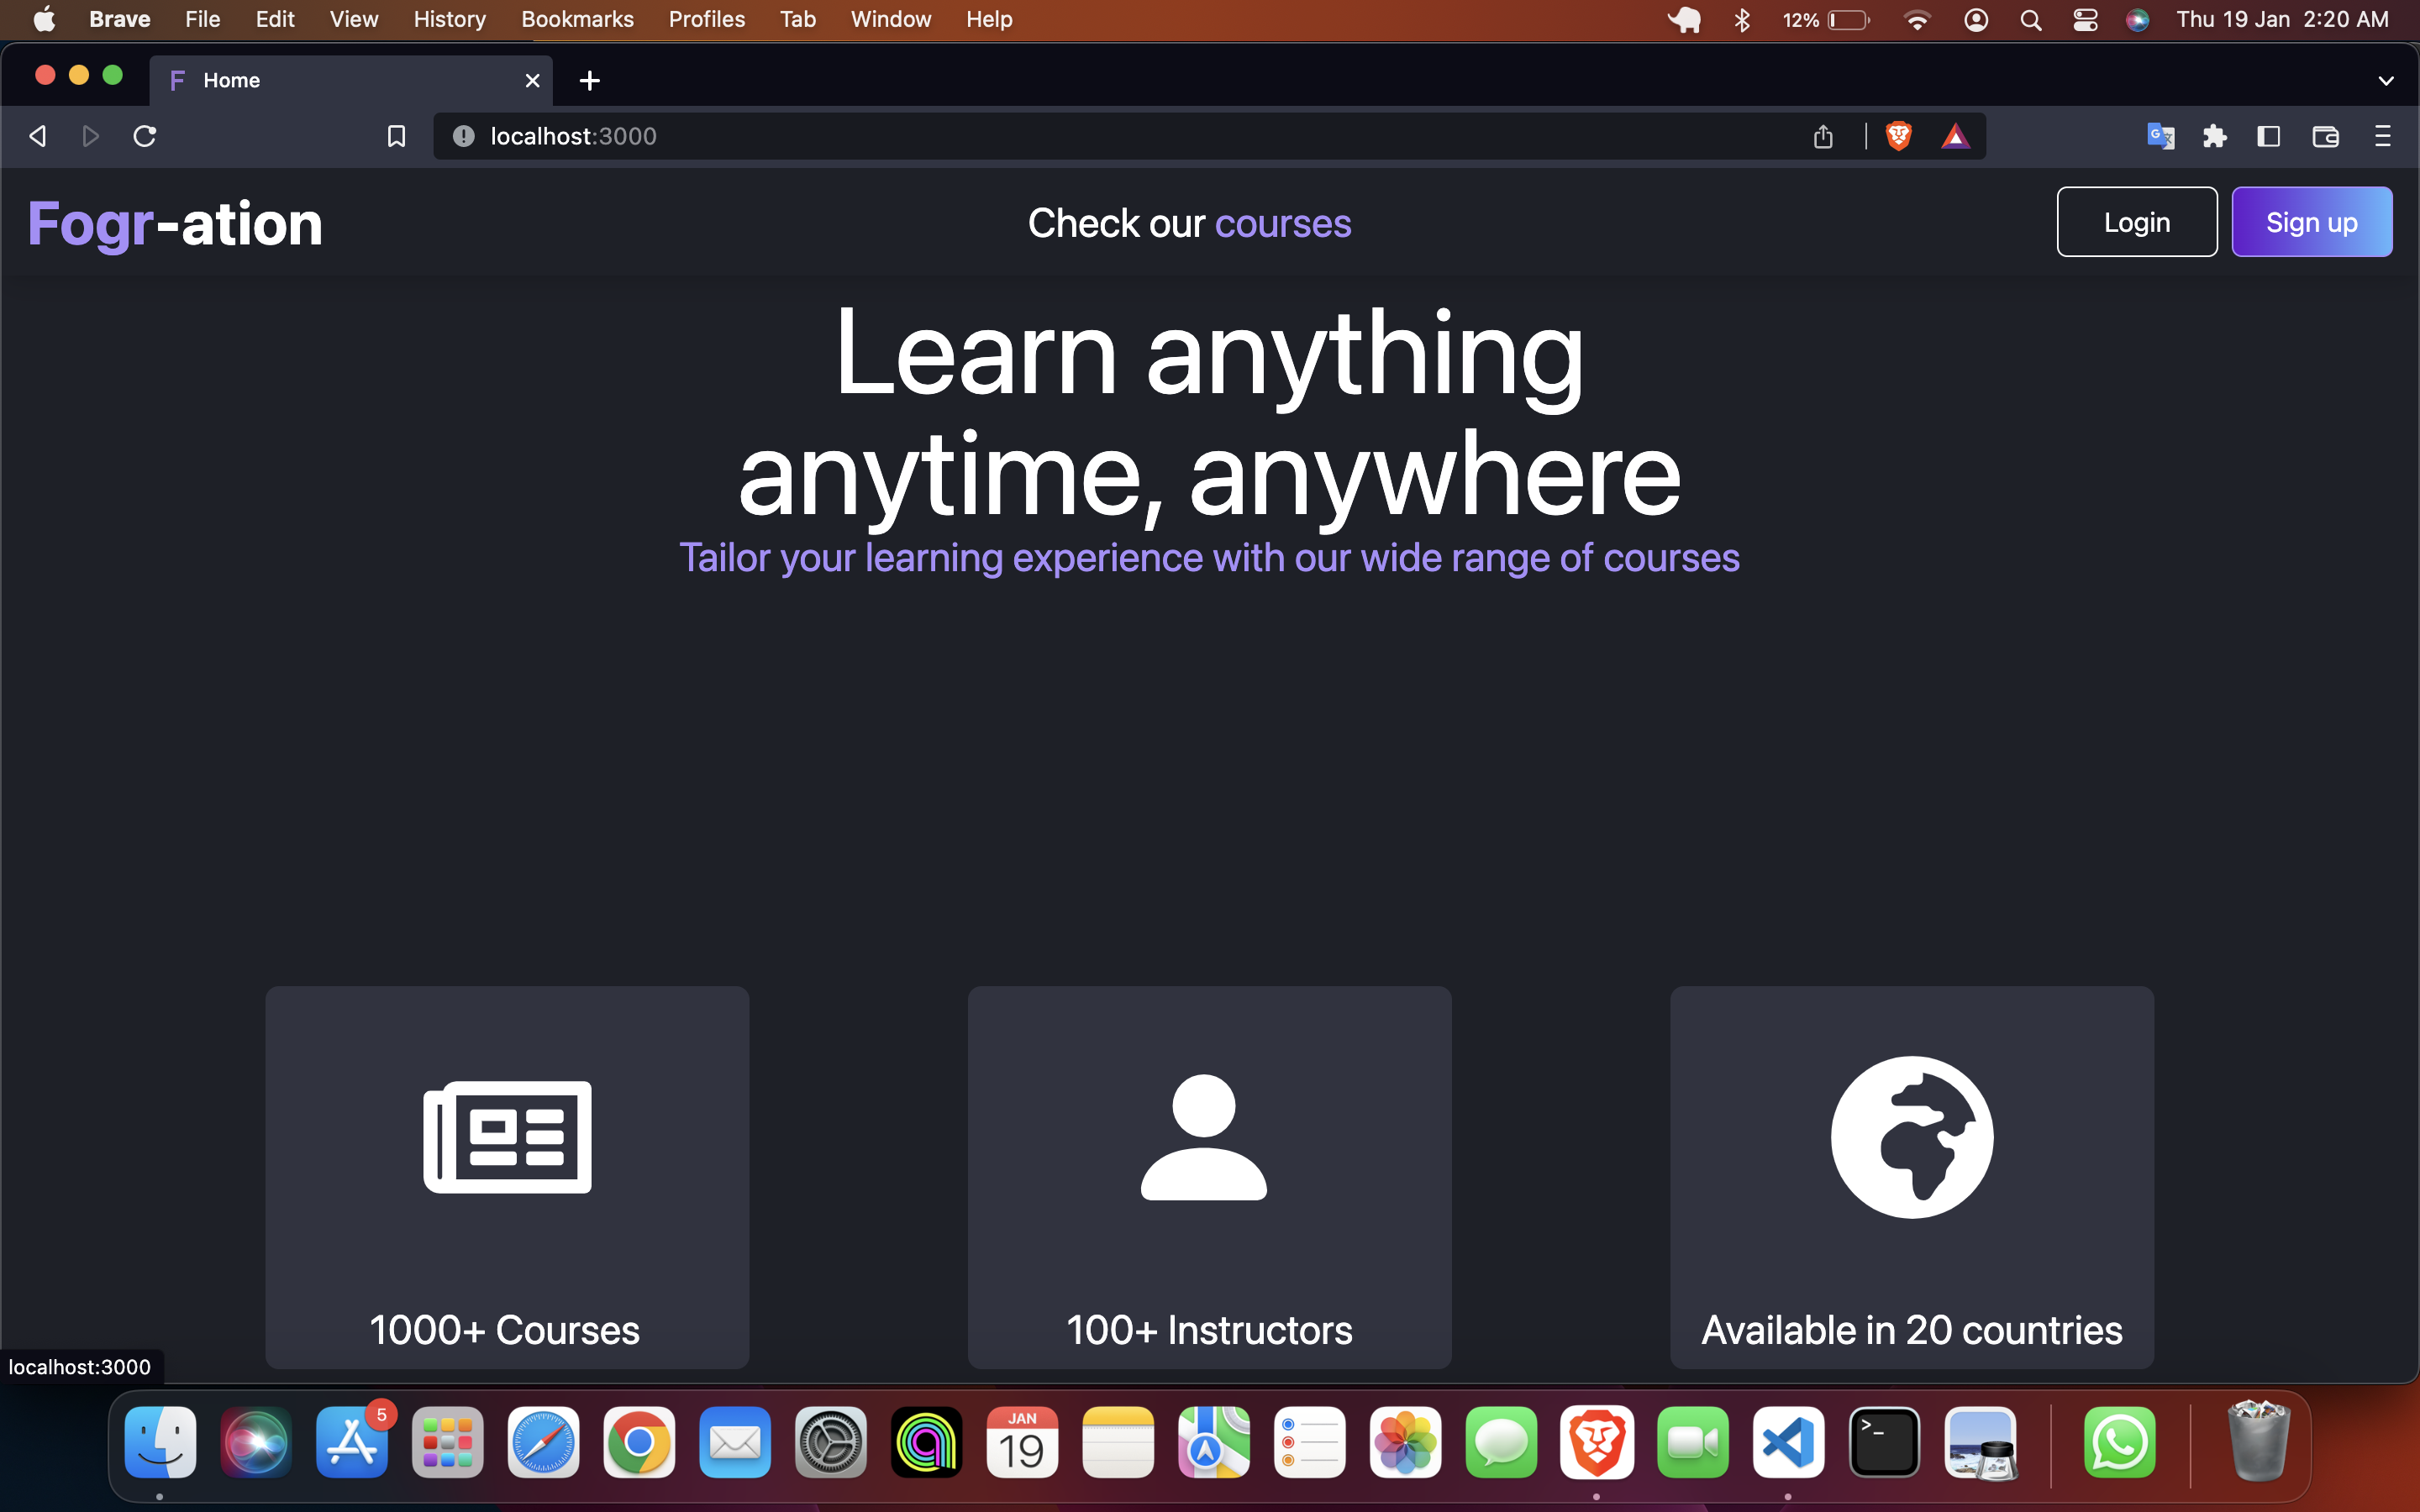 Brave File Edit View History Bookmarks Profiles Tab Window Help 12% Thu 19 Jan 2:20 AM
F Home
localhost:3000
Fogr-ation Check our courses Login Sign up
Learn anything
anytime, anywhere
Tailor your learning experience with our wide range of courses
1000+ Courses 100+ Instructors Available in 20 countries
localhost:3000
5
JAN
19
>_